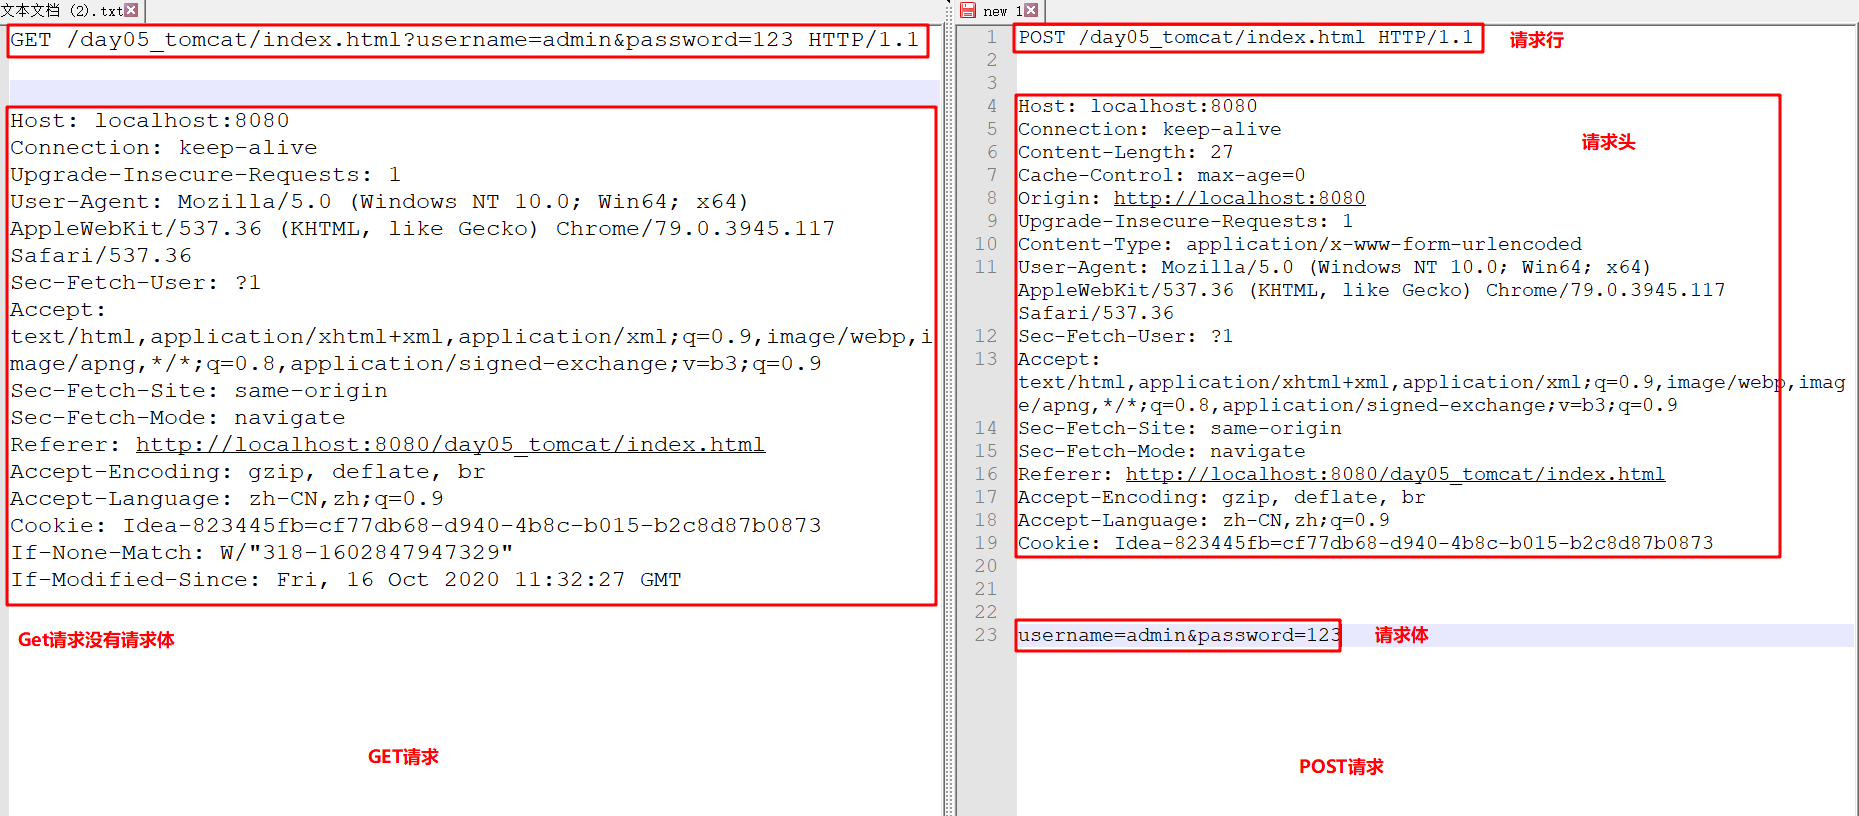 文本文档 (2).txt
GET /day05_tomcat/index.html?username=admin&password=123 HTTP/1.1
Host: localhost:8080
Connection: keep-alive
Upgrade-Insecure-Requests: 1
User-Agent: Mozilla/5.0 (Windows NT 10.0; Win64; x64)
AppleWebKit/537.36 (KHTML, like Gecko) Chrome/79.0.3945.117
Safari/537.36
Sec-Fetch-User: ?1
Accept:
text/html,application/xhtml+xml,application/xml;q=0.9,image/webp,i
mage/apng,*/*;q=0.8,application/signed-exchange;v=b3;q=0.9
Sec-Fetch-Site: same-origin
Sec-Fetch-Mode: navigate
Referer: http://localhost:8080/day05_tomcat/index.html
Accept-Encoding: gzip, deflate, br
Accept-Language: zh-CN,zh;q=0.9
Cookie: Idea-823445fb=cf77db68-d940-4b8c-b015-b2c8d87b0873
If-None-Match: W/"318-1602847947329"
If-Modified-Since: Fri, 16 Oct 2020 11:32:27 GMT
Get请求没有请求体
GET请求
new 1
1 POST /day05_tomcat/index.html HTTP/1.1 请求行
2
3
4 Host: localhost:8080
5 Connection: keep-alive 请求头
6 Content-Length: 27
7 Cache-Control: max-age=0
8 Origin: http://localhost:8080
9 Upgrade-Insecure-Requests: 1
10 Content-Type: application/x-www-form-urlencoded
11 User-Agent: Mozilla/5.0 (Windows NT 10.0; Win64; x64)
AppleWebKit/537.36 (KHTML, like Gecko) Chrome/79.0.3945.117
Safari/537.36
12 Sec-Fetch-User: ?1
13 Accept:
text/html,application/xhtml+xml,application/xml;q=0.9,image/webp,imag
e/apng,*/*;q=0.8,application/signed-exchange;v=b3;q=0.9
14 Sec-Fetch-Site: same-origin
15 Sec-Fetch-Mode: navigate
16 Referer: http://localhost:8080/day05_tomcat/index.html
17 Accept-Encoding: gzip, deflate, br
18 Accept-Language: zh-CN,zh;q=0.9
19 Cookie: Idea-823445fb=cf77db68-d940-4b8c-b015-b2c8d87b0873
20
21
22
23 username=admin&password=123 请求体
POST请求